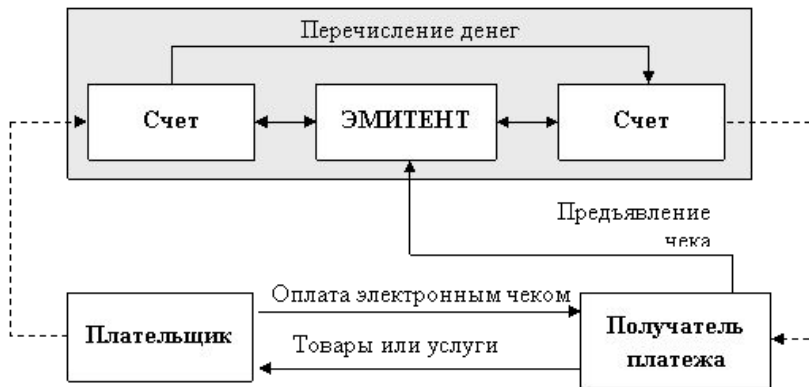 Перечисление денег
Счет
ЭМИТЕНТ
Счет
Предъявление
чека
Оплата электронным чеком
Плательщик
Товары или услуги
Получатель
платежа